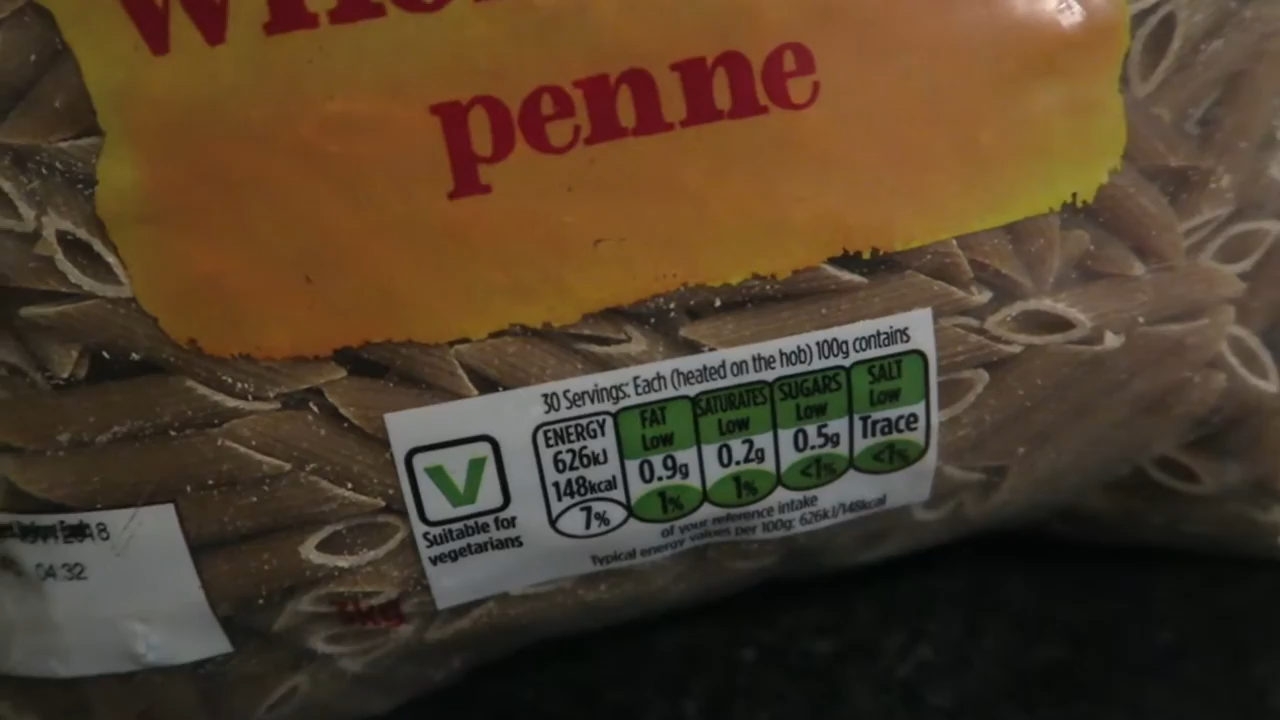 penne
30 Servings: Each (heated on the hob) 100g contains
ENERGY
626kJ
148kcal
7%
FAT
Low
0.9g
1%
SATURATES
Low
0.2g
1%
SUGARS
Low
0.5g
<1%
SALT
Low
Trace
<1%
of your reference intake
Typical energy values per 100g: 626kJ/148kcal
V
Suitable for
vegetarians
04:32